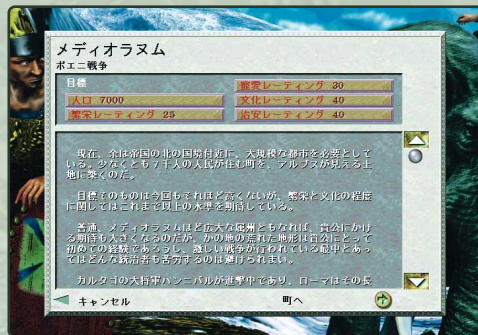 メディオラヌム
ポエニ戦争
目標
寵愛レーティング 30
人口 7000
文化レーティング 40
繁栄レーティング 25
治安レーティング 40
現在、余は帝国の北の国境付近に、大規模な都市を必要として
いる。少なくとも7千人の人民が住む町を、アルプスが見える土
地に築くのだ。
目標そのものは今回もそれほど高くないが、繁栄と文化の程度
に関してはこれまで以上の水準を期待している。
普通、メディオラヌムほど広大な属州ともなれば、貴公にかけ
る期待も大きくなるのだが、かの地の荒れた地形は貴公にとって
初めての経験であろうし、激しい戦争が行われている最中とあっ
てはどんな統治者も苦労するのは避けられまい。
カルタゴの大将軍ハンニバルが進撃中であり、ローマはその長
キャンセル
町へ